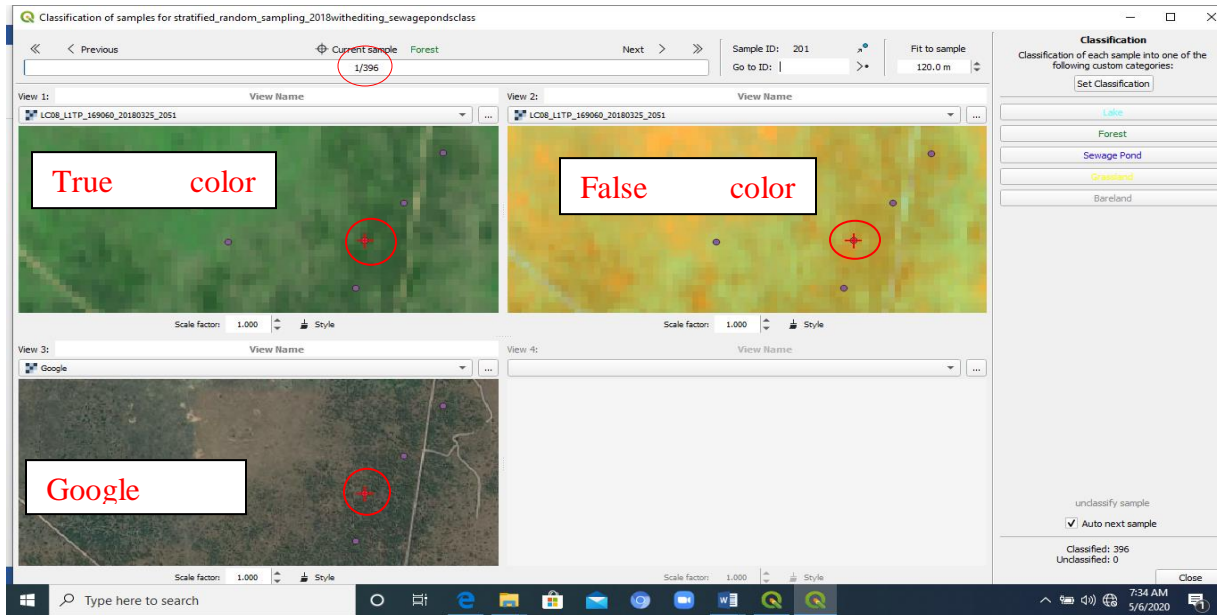 Classification of samples for stratified_random_sampling_2018withediting_sewagepondsclass
Previous
Current sample Forest
Next
1/396
Sample ID: 201
Go to ID:
Fit to sample
120.0 m
Classification
Classification of each sample into one of the
following custom categories:
Set Classification
Lake
Forest
Sewage Pond
Grassland
Bareland
View 1: View Name
LC08_L1TP_169060_20180325_2051
...
View 2: View Name
LC08_L1TP_169060_20180325_2051
...
True color
False color
Scale factor: 1.000 Style
Scale factor: 1.000 Style
View 3: View Name
Google
...
View 4: View Name
...
Google
Scale factor: 1.000 Style
Scale factor: 1.000 Style
unclassify sample
Auto next sample
Classified: 396
Unclassified: 0
Close
Type here to search
7:34 AM
5/6/2020